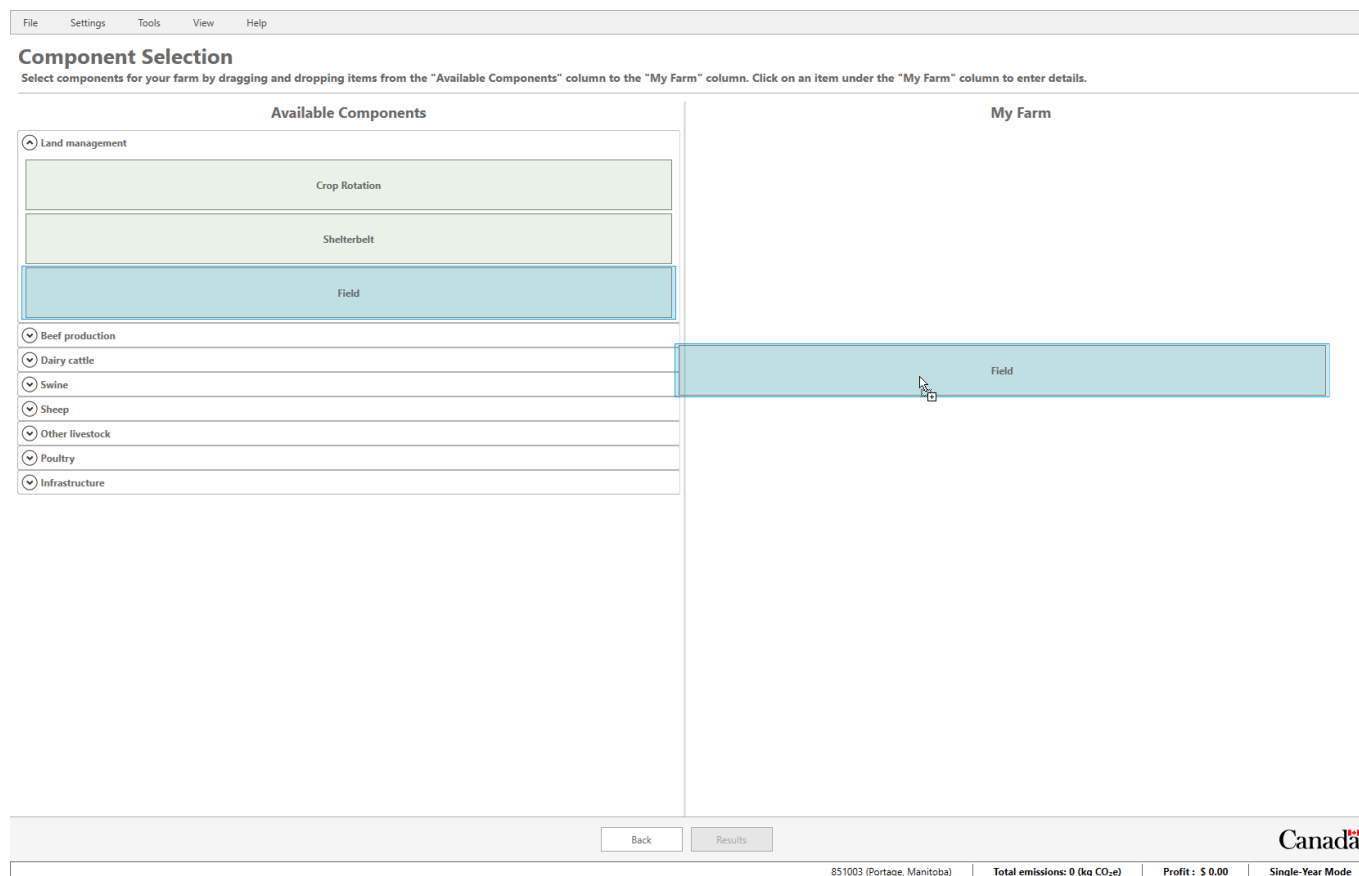 File Settings Tools View Help
Component Selection
Select components for your farm by dragging and dropping items from the "Available Components" column to the "My Farm" column. Click on an item under the "My Farm" column to enter details.
Available Components
My Farm
Land management
Crop Rotation
Shelterbelt
Field
Beef production
Dairy cattle
Swine
Sheep
Other livestock
Poultry
Infrastructure
Field
Back
Results
Canada
851003 (Portage, Manitoba)
Total emissions: 0 (kg CO₂e)
Profit : $ 0.00
Single-Year Mode